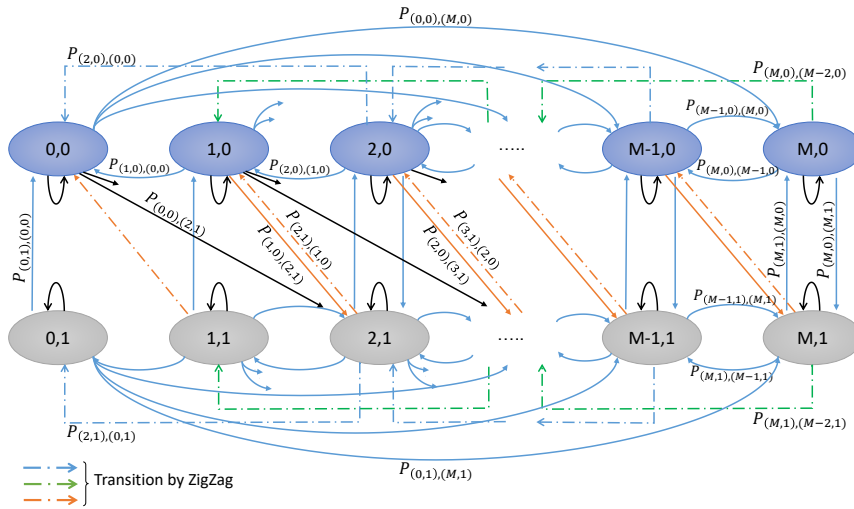 P(0,0),(M,0)
P(2,0),(0,0)
P(M,0),(M−2,0)
P(M−1,0),(M,0)
0,0
1,0
2,0
.....
M-1,0
M,0
P(1,0),(0,0)
P(2,0),(1,0)
P(M,0),(M−1,0)
P(0,1),(0,0)
P(0,0),(2,1)
P(1,0),(2,1)
P(2,1),(1,0)
P(2,0),(3,1)
P(3,1),(2,0)
P(M,1),(M,0)
P(M,0),(M,1)
P(M−1,1),(M,1)
0,1
1,1
2,1
.....
M-1,1
M,1
P(M,1),(M−1,1)
P(2,1),(0,1)
P(M,1),(M−2,1)
P(0,1),(M,1)
Transition by ZigZag